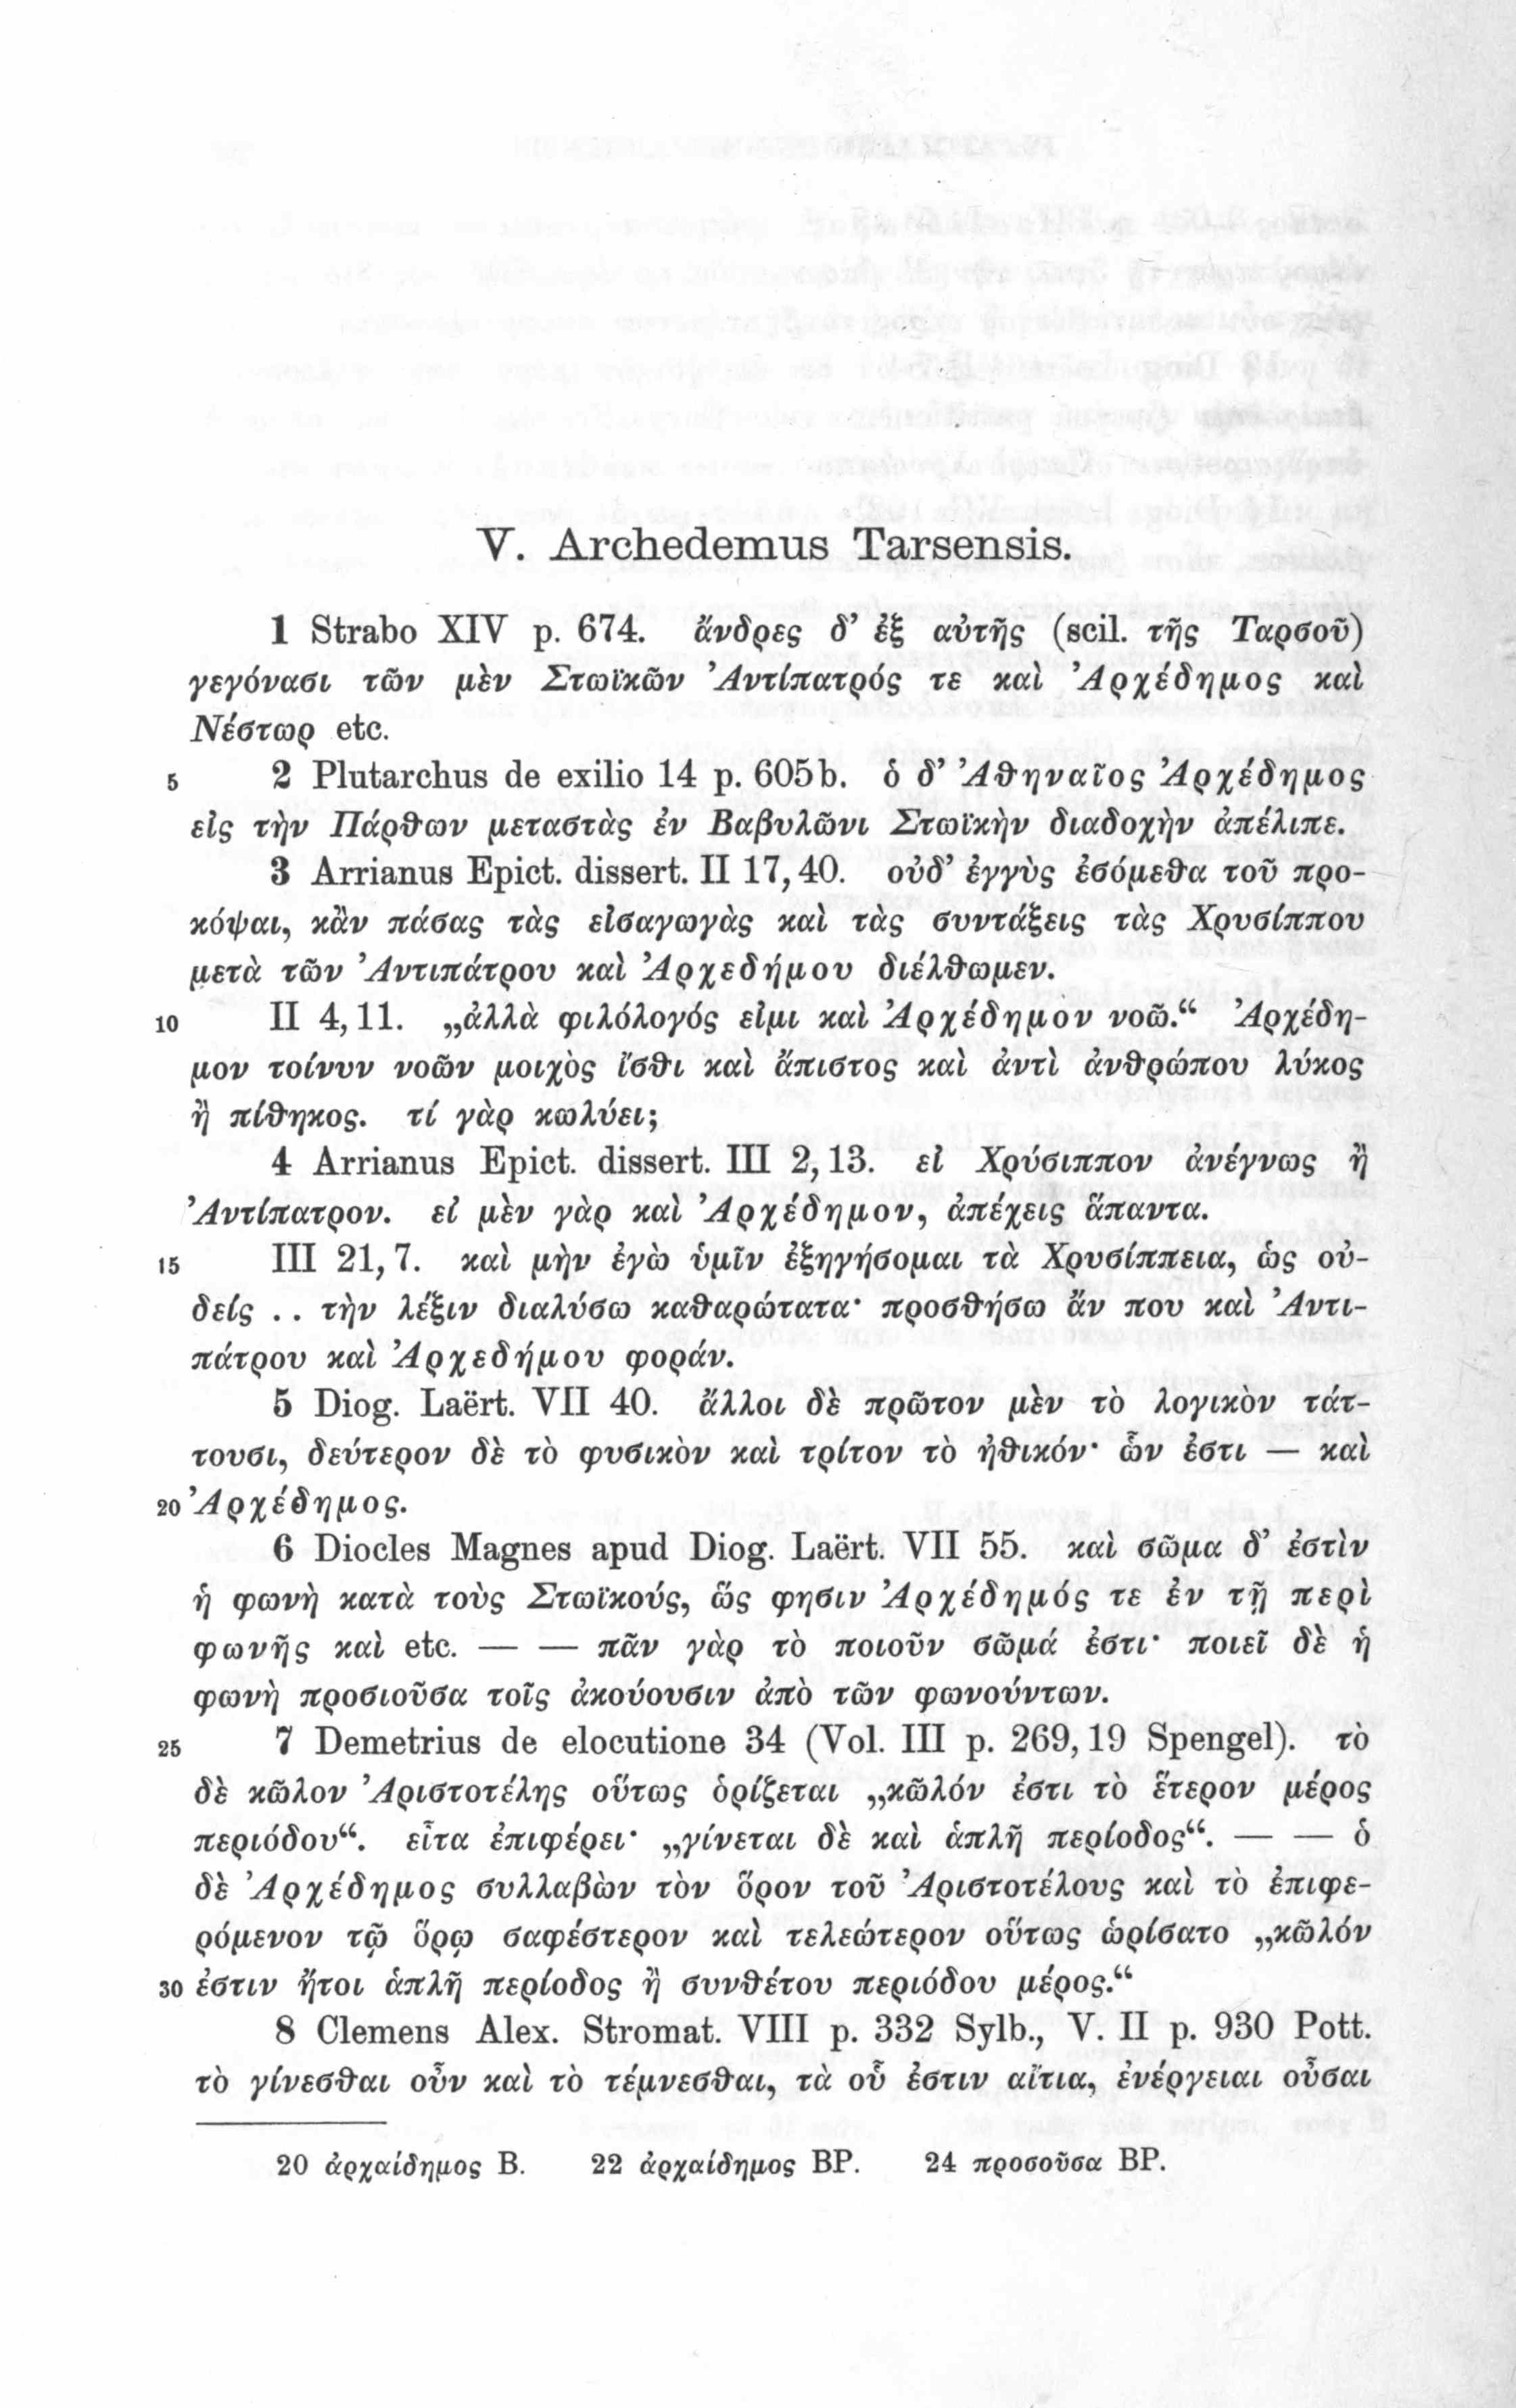 V. Archedemus Tarsensis.
1 Strabo XIV p. 674. ἄνδρες δ’ ἐξ αὐτῆς (scil. τῆς Ταρσοῦ)
γεγόνασι τῶν μὲν Στωϊκῶν Ἀντίπατρός τε καὶ Ἀρχέδημος καὶ
Νέστωρ etc.
5 2 Plutarchus de exilio 14 p. 605b. ὁ δ’ Ἀθηναῖος Ἀρχέδημος
εἰς τὴν Πάρθων μεταστὰς ἐν Βαβυλῶνι Στωϊκὴν διαδοχὴν ἀπέλιπε.
3 Arrianus Epict. dissert. II 17, 40. οὐδ’ ἐγγὺς ἐσόμεθα τοῦ προ-
κόψαι, κἂν πάσας τὰς εἰσαγωγὰς καὶ τὰς συντάξεις τὰς Χρυσίππου
μετὰ τῶν Ἀντιπάτρου καὶ Ἀρχεδήμου διέλθωμεν.
10 II 4, 11. „ἀλλὰ φιλόλογός εἰμι καὶ Ἀρχέδημον νοῶ.“ Ἀρχέδη-
μον τοίνυν νοῶν μοιχὸς ἴσθι καὶ ἄπιστος καὶ ἀντὶ ἀνθρώπου λύκος
ἢ πίθηκος. τί γὰρ κωλύει;
4 Arrianus Epict. dissert. III 2, 13. εἰ Χρύσιππον ἀνέγνως ἢ
Ἀντίπατρον. εἰ μὲν γὰρ καὶ Ἀρχέδημον, ἀπέχεις ἅπαντα.
15 III 21, 7. καὶ μὴν ἐγὼ ὑμῖν ἐξηγήσομαι τὰ Χρυσίππεια, ὡς οὐ-
δείς .. τὴν λέξιν διαλύσω καθαρώτατα· προσθήσω ἄν που καὶ Ἀντι-
πάτρου καὶ Ἀρχεδήμου φοράν.
5 Diog. Laërt. VII 40. ἄλλοι δὲ πρῶτον μὲν τὸ λογικὸν τάτ-
τουσι, δεύτερον δὲ τὸ φυσικὸν καὶ τρίτον τὸ ἠθικόν· ὧν ἐστι — καὶ
20 Ἀρχέδημος.
6 Diocles Magnes apud Diog. Laërt. VII 55. καὶ σῶμα δ’ ἐστὶν
ἡ φωνὴ κατὰ τοὺς Στωϊκούς, ὥς φησιν Ἀρχέδημός τε ἐν τῇ περὶ
φωνῆς καὶ etc. — — πᾶν γὰρ τὸ ποιοῦν σῶμά ἐστι· ποιεῖ δὲ ἡ
φωνὴ προσιοῦσα τοῖς ἀκούουσιν ἀπὸ τῶν φωνούντων.
25 7 Demetrius de elocutione 34 (Vol. III p. 269, 19 Spengel). τὸ
δὲ κῶλον Ἀριστοτέλης οὕτως ὁρίζεται „κῶλόν ἐστι τὸ ἕτερον μέρος
περιόδου“. εἶτα ἐπιφέρει· „γίνεται δὲ καὶ ἁπλῆ περίοδος“. — — ὁ
δὲ Ἀρχέδημος συλλαβὼν τὸν ὅρον τοῦ Ἀριστοτέλους καὶ τὸ ἐπιφε-
ρόμενον τῷ ὅρῳ σαφέστερον καὶ τελεώτερον οὕτως ὡρίσατο „κῶλόν
30 ἐστιν ἤτοι ἁπλῆ περίοδος ἢ συνθέτου περιόδου μέρος.“
8 Clemens Alex. Stromat. VIII p. 332 Sylb., V. II p. 930 Pott.
τὸ γίνεσθαι οὖν καὶ τὸ τέμνεσθαι, τὰ οὗ ἐστιν αἴτια, ἐνέργειαι οὖσαι
20 ἀρχαίδημος B. 22 ἀρχαίδημος BP. 24 προσοῦσα BP.